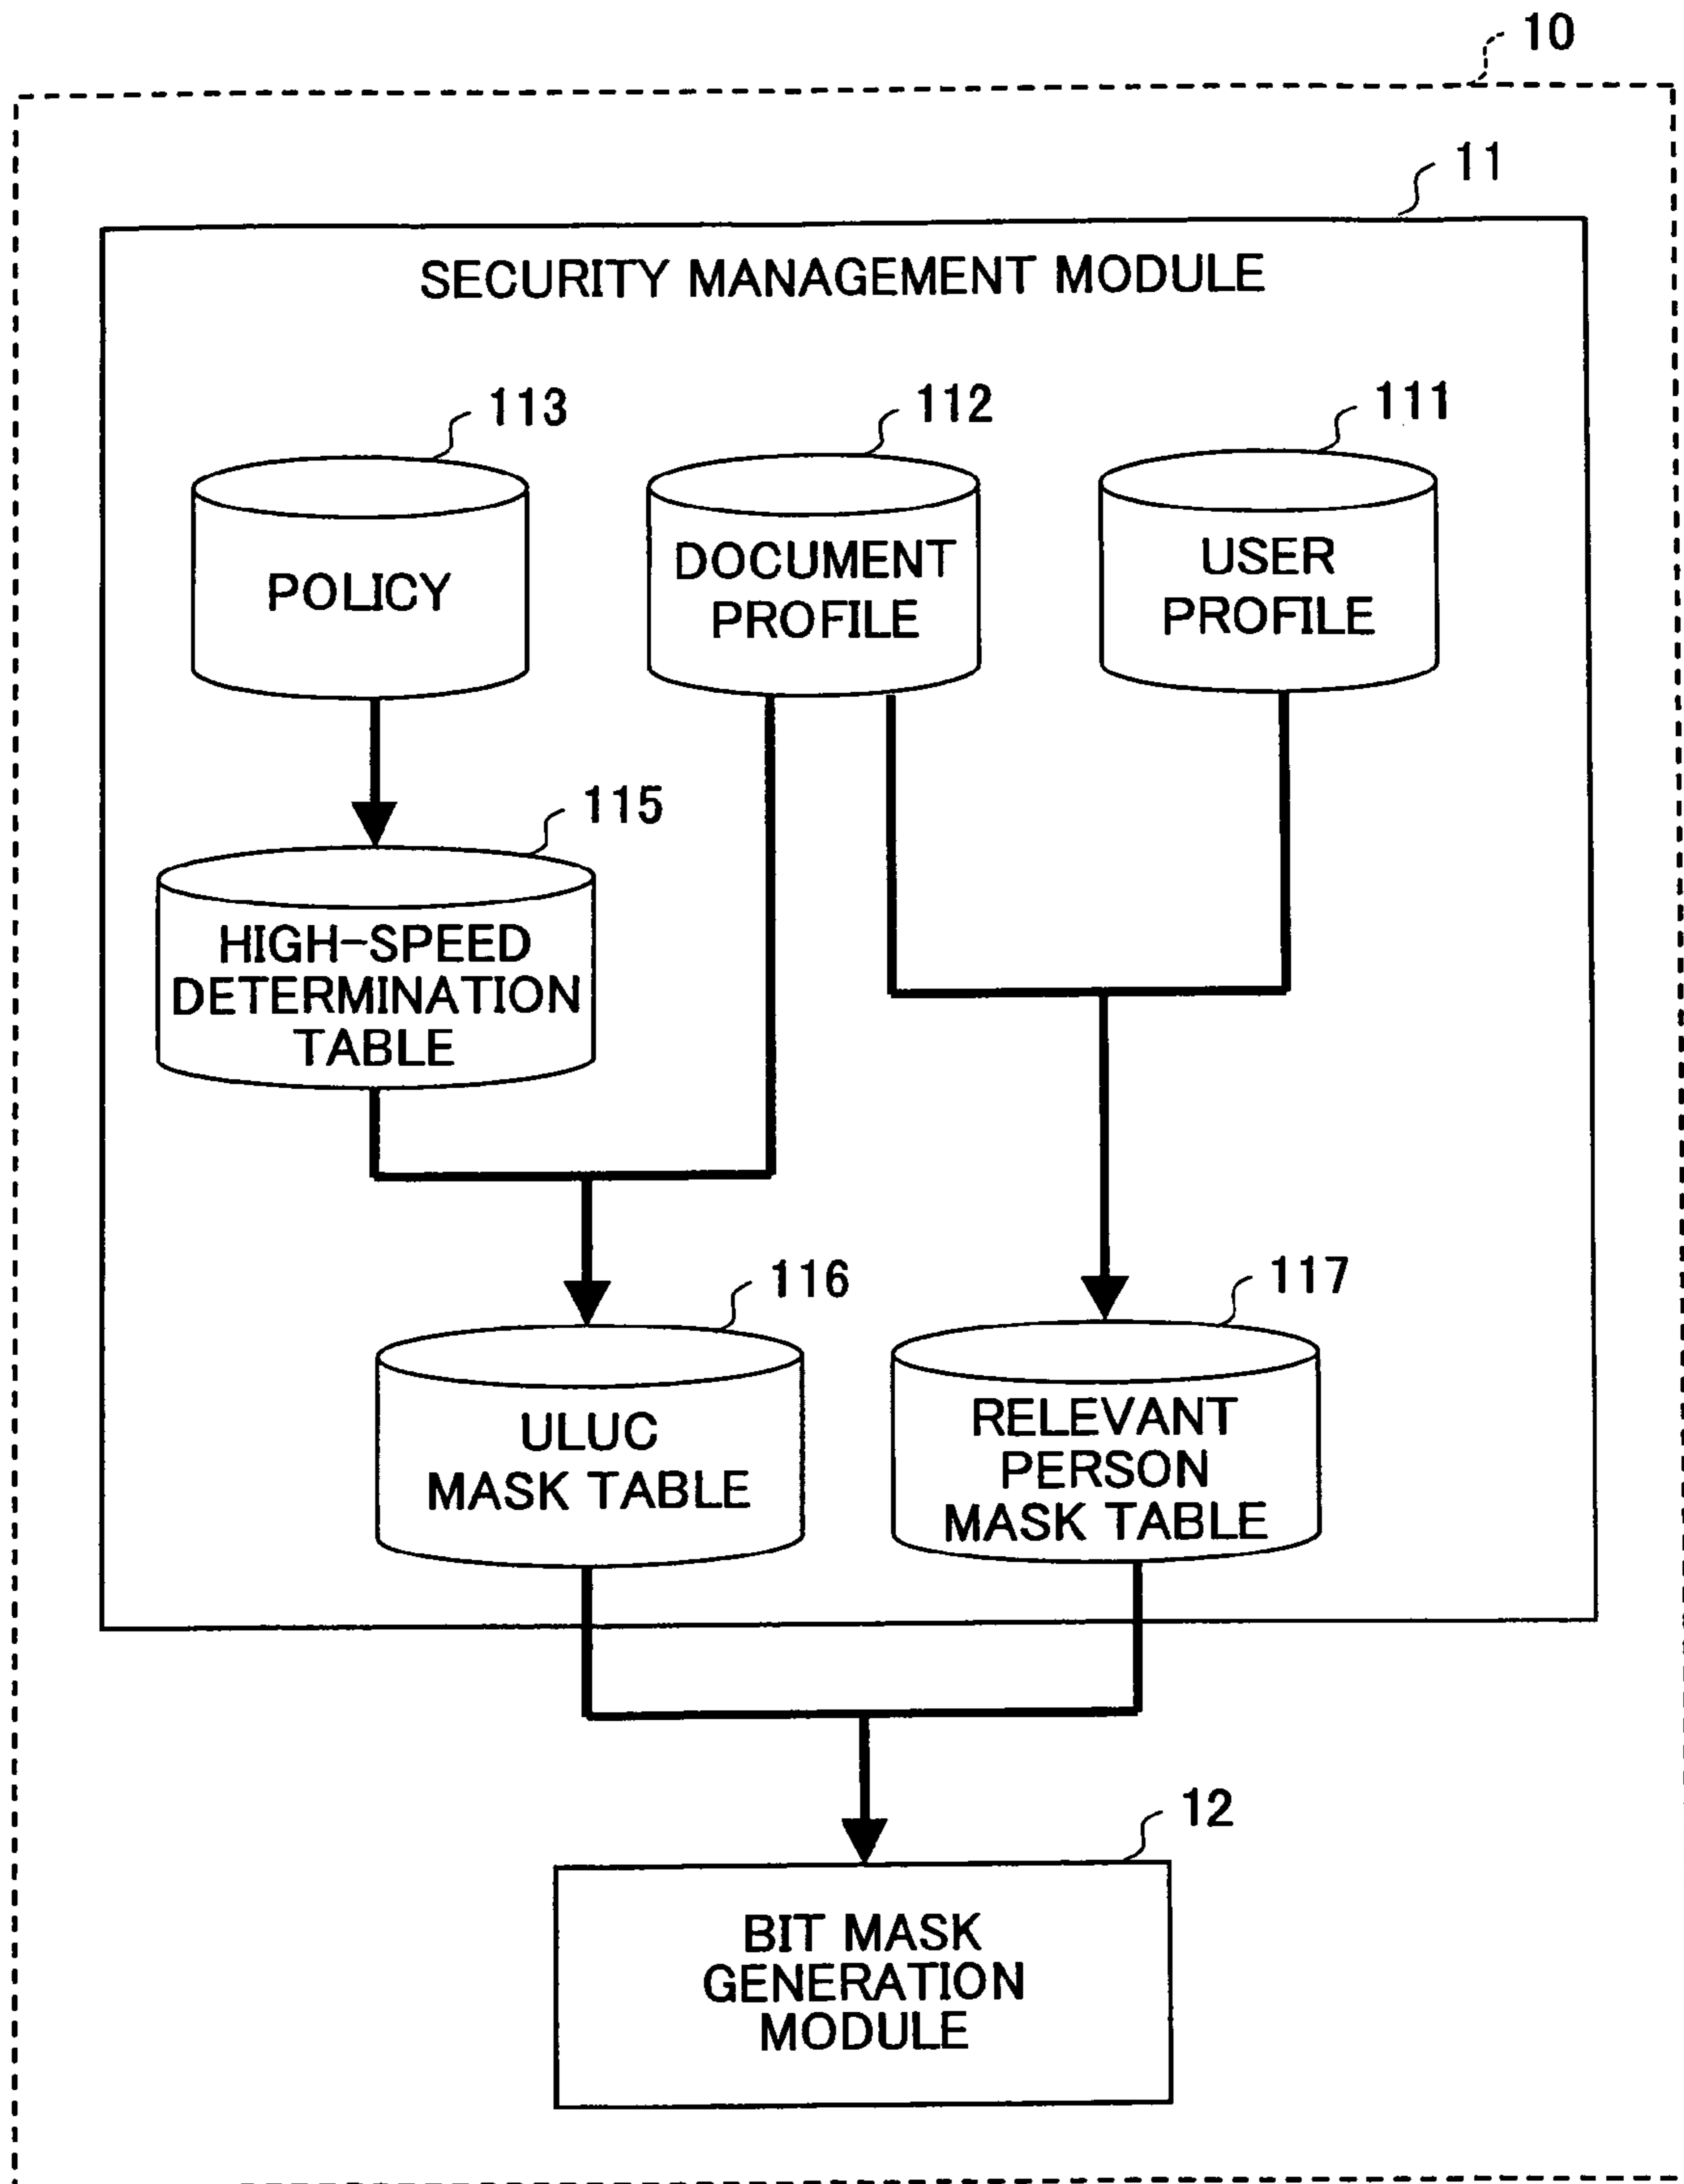 10
11
SECURITY MANAGEMENT MODULE
113
112
111
POLICY
DOCUMENT
PROFILE
USER
PROFILE
115
HIGH-SPEED
DETERMINATION
TABLE
116
117
ULUC
MASK TABLE
RELEVANT
PERSON
MASK TABLE
12
BIT MASK
GENERATION
MODULE